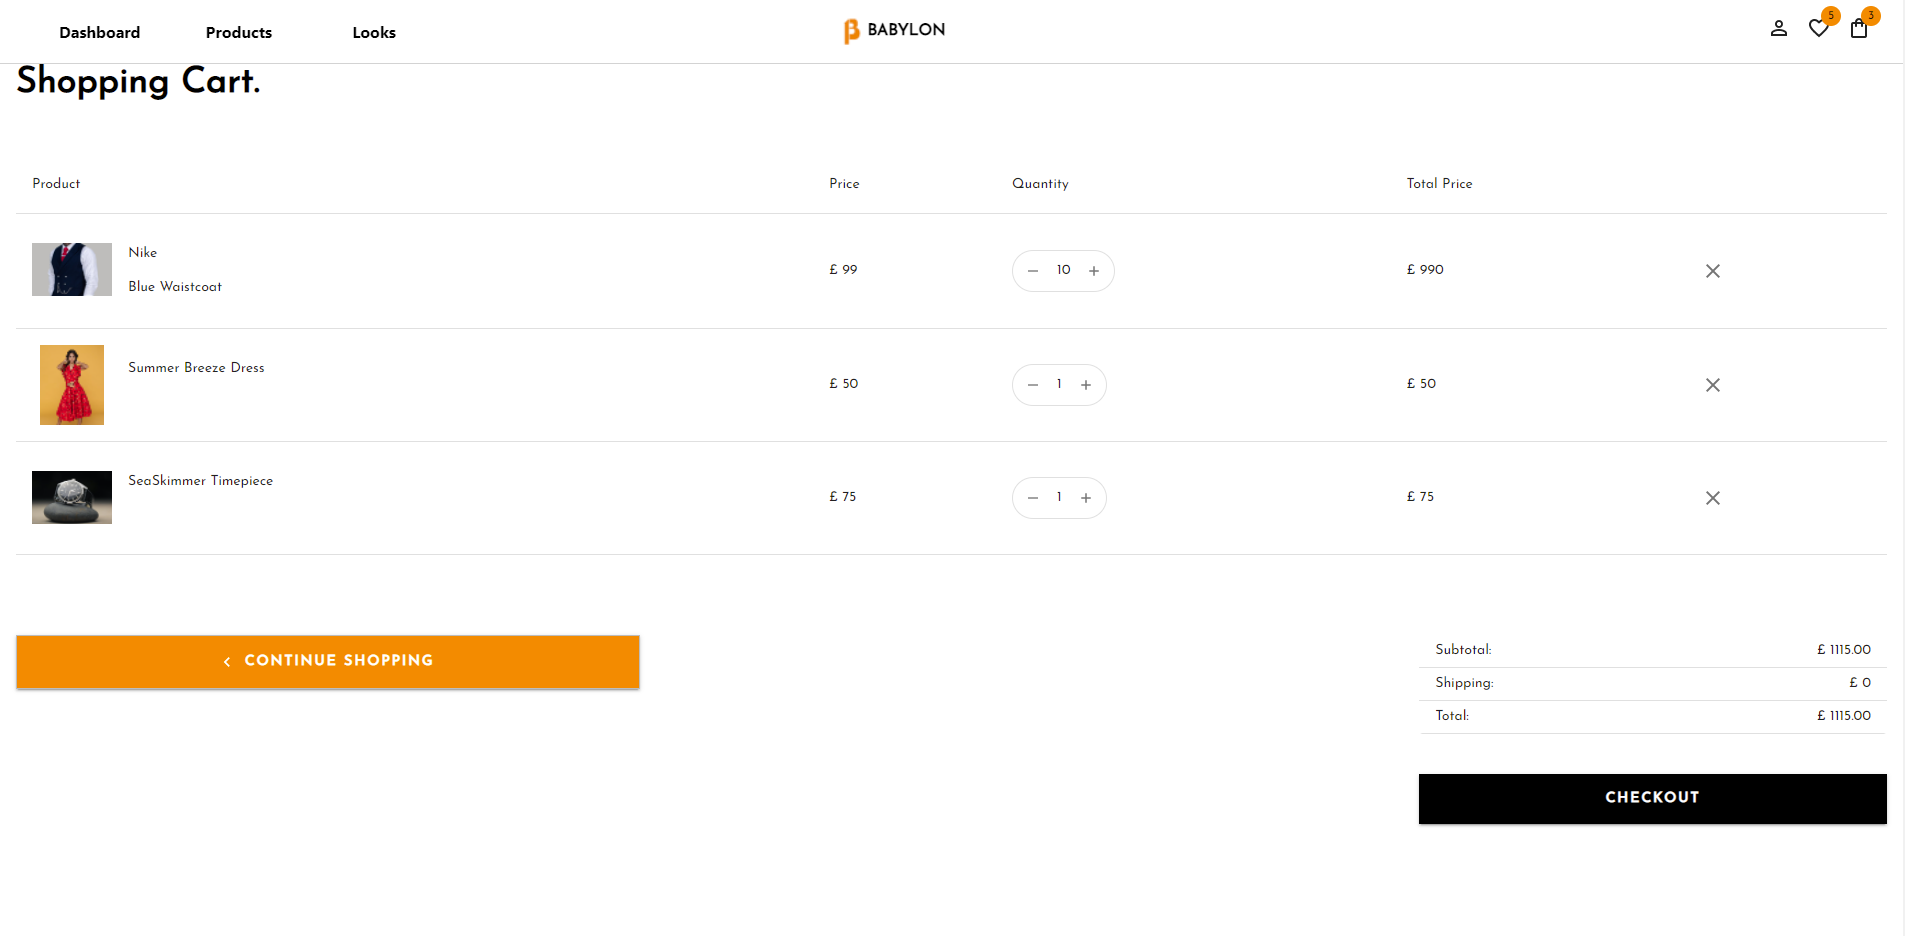 Dashboard Products Looks BABYLON 5 3
Shopping Cart.
Product Price Quantity Total Price
Nike
Blue Waistcoat
£ 99 10 £ 990
Summer Breeze Dress
£ 50 1 £ 50
SeaSkimmer Timepiece
£ 75 1 £ 75
CONTINUE SHOPPING
Subtotal: £ 1115.00
Shipping: £ 0
Total: £ 1115.00
CHECKOUT